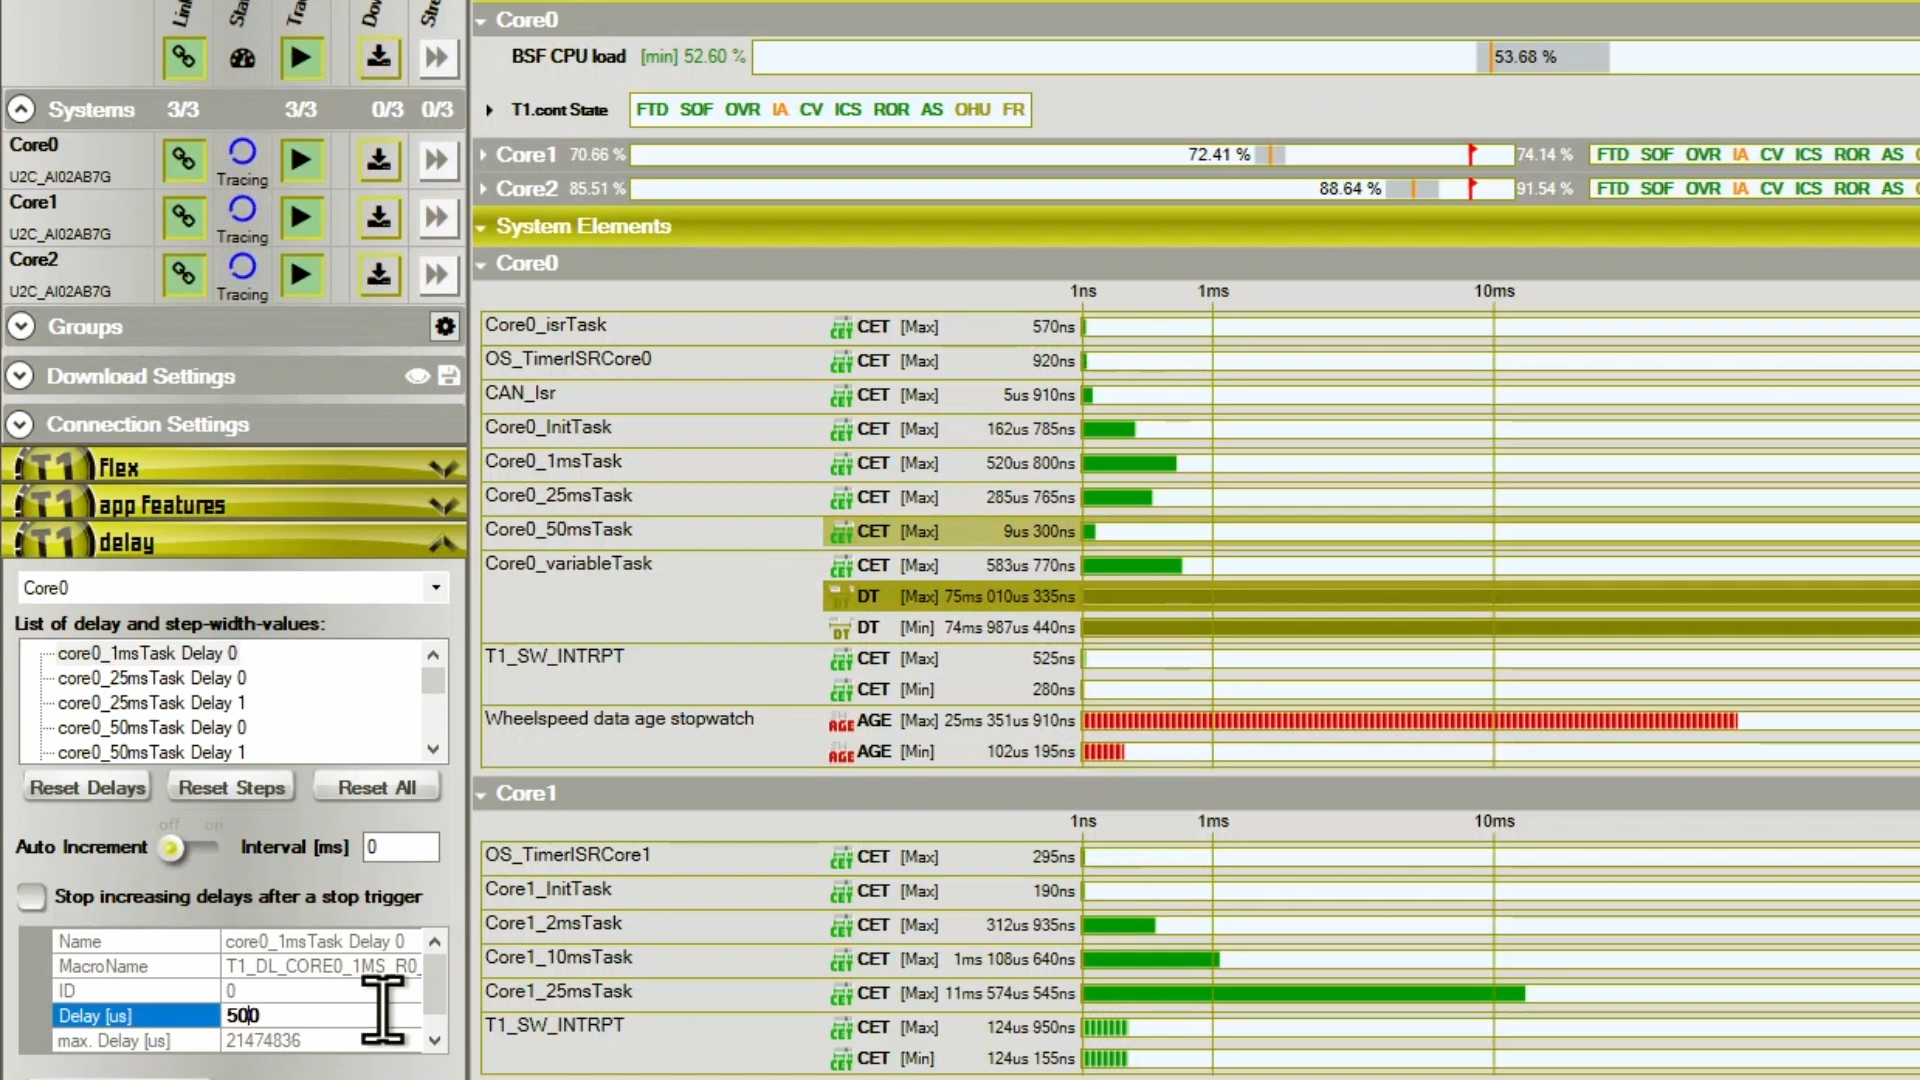 Core0
BSF CPU load [min] 52.60 % 53.68 %
Systems 3/3 3/3 0/3 0/3
T1.cont State FTD SOF OVR IA CV ICS ROR AS OHU FR
Core0
U2C_AI02AB7G Tracing
Core1 70.66 % 72.41 % 74.14 % FTD SOF OVR IA CV ICS ROR AS
Core2 85.51 % 88.64 % 91.54 % FTD SOF OVR IA CV ICS ROR AS
Core1
U2C_AI02AB7G Tracing
System Elements
Core2
U2C_AI02AB7G Tracing
Core0
1ns 1ms 10ms
Groups
Download Settings
Connection Settings
T1 flex
T1 app features
T1 delay
Core0_isrTask CET [Max] 570ns
OS_TimerISRCore0 CET [Max] 920ns
CAN_Isr CET [Max] 5us 910ns
Core0_InitTask CET [Max] 162us 785ns
Core0_1msTask CET [Max] 520us 800ns
Core0_25msTask CET [Max] 285us 765ns
Core0_50msTask CET [Max] 9us 300ns
Core0_variableTask CET [Max] 583us 770ns
DT [Max] 75ms 010us 335ns
DT [Min] 74ms 987us 440ns
T1_SW_INTRPT CET [Max] 525ns
CET [Min] 280ns
Wheelspeed data age stopwatch AGE [Max] 25ms 351us 910ns
AGE [Min] 102us 195ns
Core0
List of delay and step-width-values:
core0_1msTask Delay 0
core0_25msTask Delay 0
core0_25msTask Delay 1
core0_50msTask Delay 0
core0_50msTask Delay 1
Reset Delays Reset Steps Reset All
off on
Auto Increment Interval [ms] 0
Stop increasing delays after a stop trigger
Name core0_1msTask Delay 0
MacroName T1_DL_CORE0_1MS_R0_
ID 0
Delay [us] 500
max. Delay [us] 21474836
Core1
1ns 1ms 10ms
OS_TimerISRCore1 CET [Max] 295ns
Core1_InitTask CET [Max] 190ns
Core1_2msTask CET [Max] 312us 935ns
Core1_10msTask CET [Max] 1ms 108us 640ns
Core1_25msTask CET [Max] 11ms 574us 545ns
T1_SW_INTRPT CET [Max] 124us 950ns
CET [Min] 124us 155ns